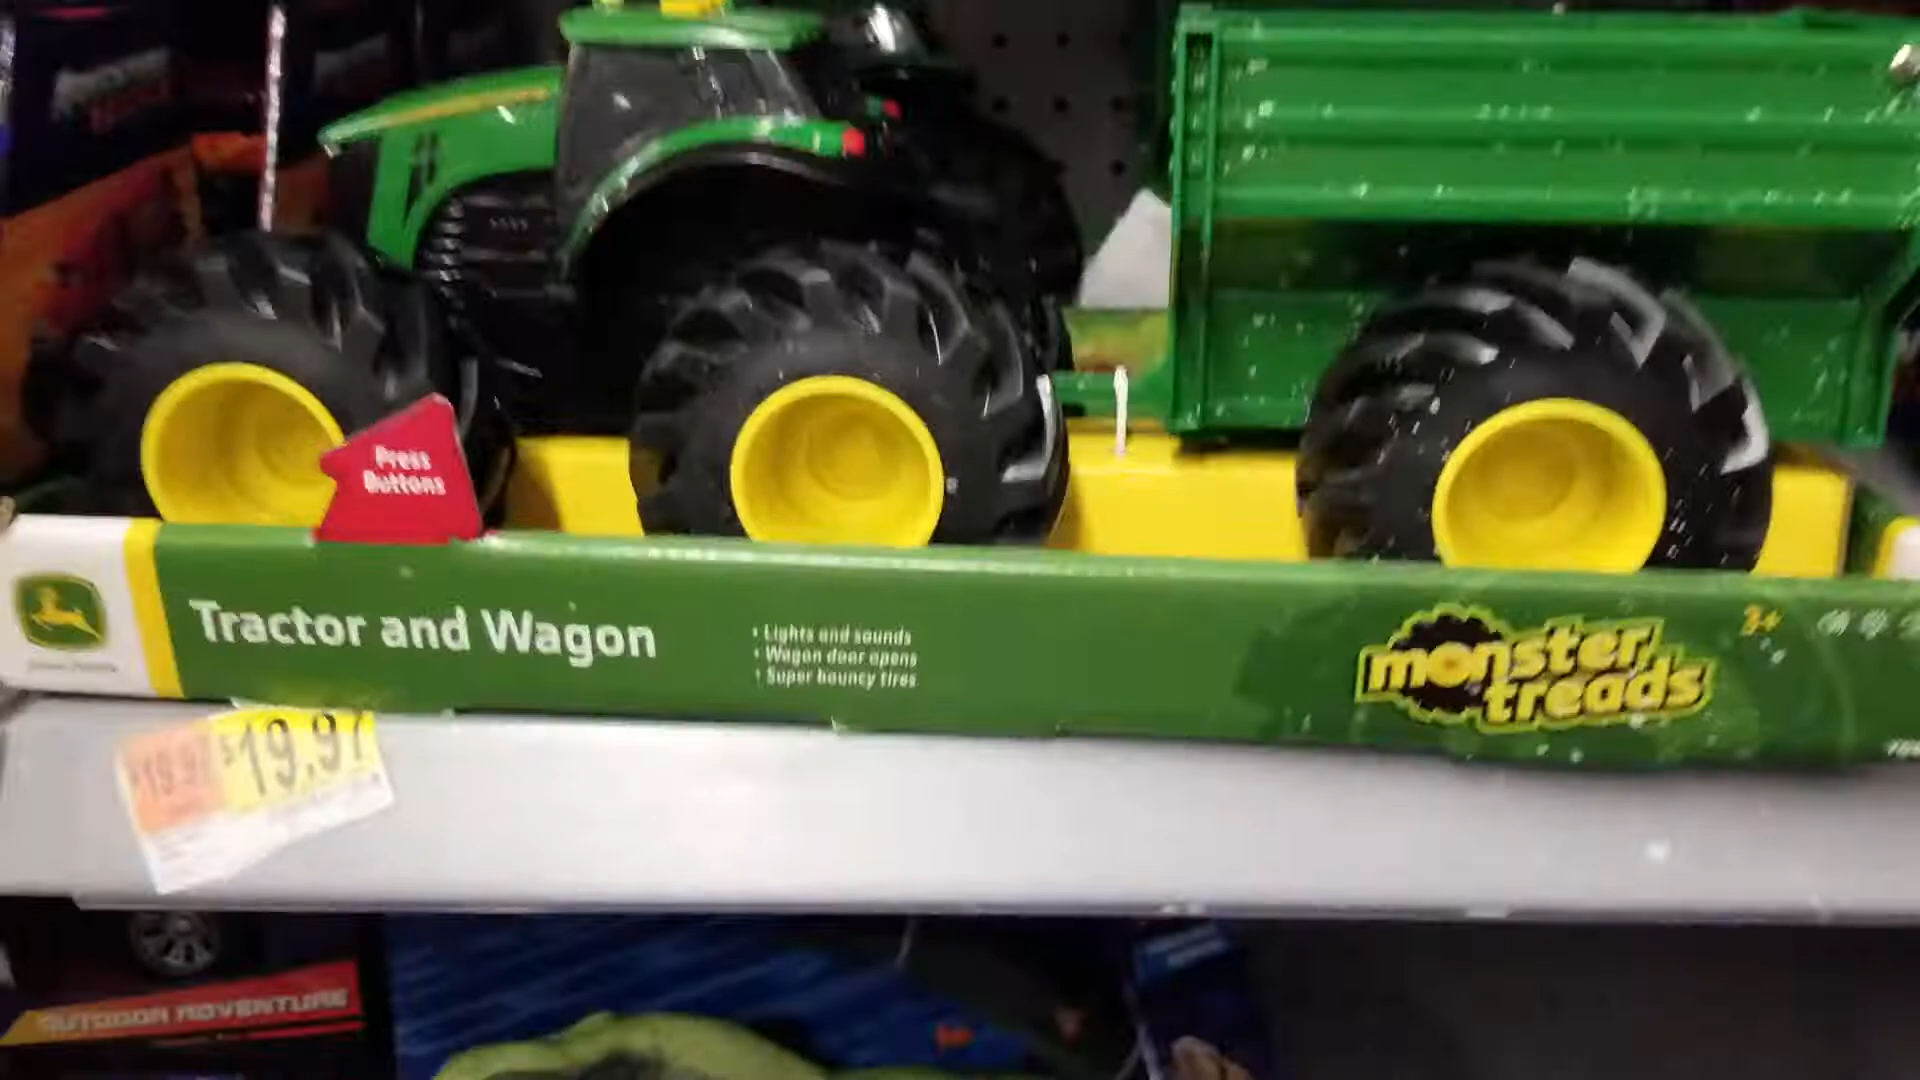 Press
Buttons
Tractor and Wagon
• Lights and sounds
• Wagon door opens
• Super bouncy tires
monster
treads
3+
$19.97
OUTDOOR ADVENTURE